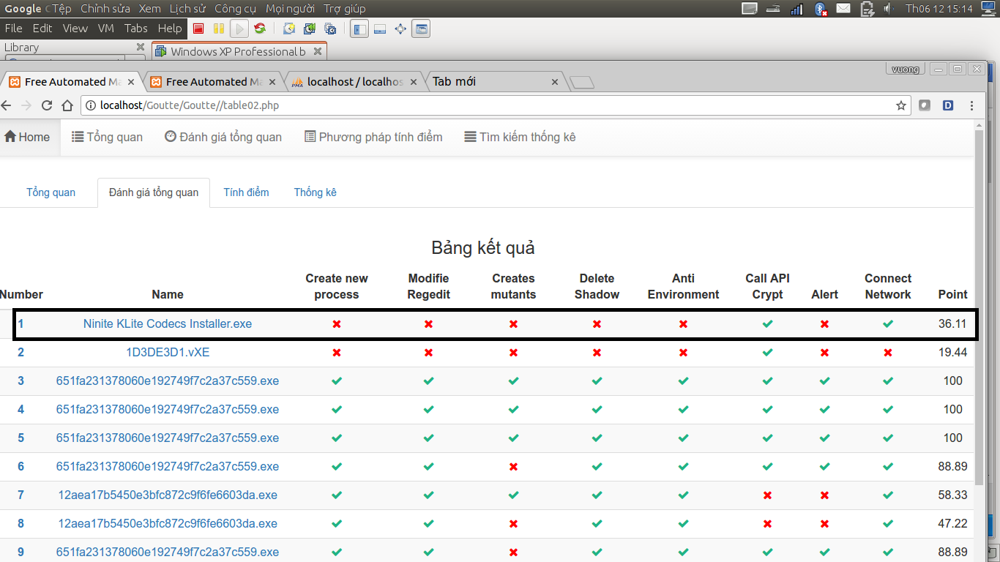 Google C Tệp Chỉnh sửa Xem Lịch sử Công cụ Mọi người Trợ giúp Th06 12 15:14
File Edit View VM Tabs Help
Library Windows XP Professional b
vuong
Free Automated Ma Free Automated Ma PMA localhost / localhos Tab mới
localhost/Goutte/Goutte//table02.php D
Home Tổng quan Đánh giá tổng quan Phương pháp tính điểm Tìm kiếm thống kê
Tổng quan Đánh giá tổng quan Tính điểm Thống kê
Bảng kết quả
Number Name Create new process Modifie Regedit Creates mutants Delete Shadow Anti Environment Call API Crypt Alert Connect Network Point
1 Ninite KLite Codecs Installer.exe 36.11
2 1D3DE3D1.vXE 19.44
3 651fa231378060e192749f7c2a37c559.exe 100
4 651fa231378060e192749f7c2a37c559.exe 100
5 651fa231378060e192749f7c2a37c559.exe 100
6 651fa231378060e192749f7c2a37c559.exe 88.89
7 12aea17b5450e3bfc872c9f6fe6603da.exe 58.33
8 12aea17b5450e3bfc872c9f6fe6603da.exe 47.22
9 651fa231378060e192749f7c2a37c559.exe 88.89